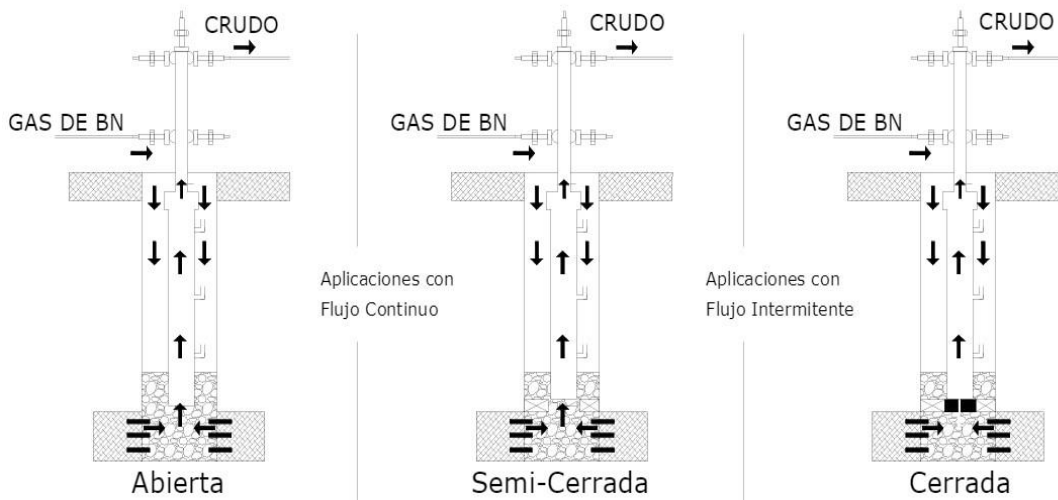 CRUDO
GAS DE BN
Abierta
Aplicaciones con
Flujo Continuo
CRUDO
GAS DE BN
Semi-Cerrada
Aplicaciones con
Flujo Intermitente
CRUDO
GAS DE BN
Cerrada